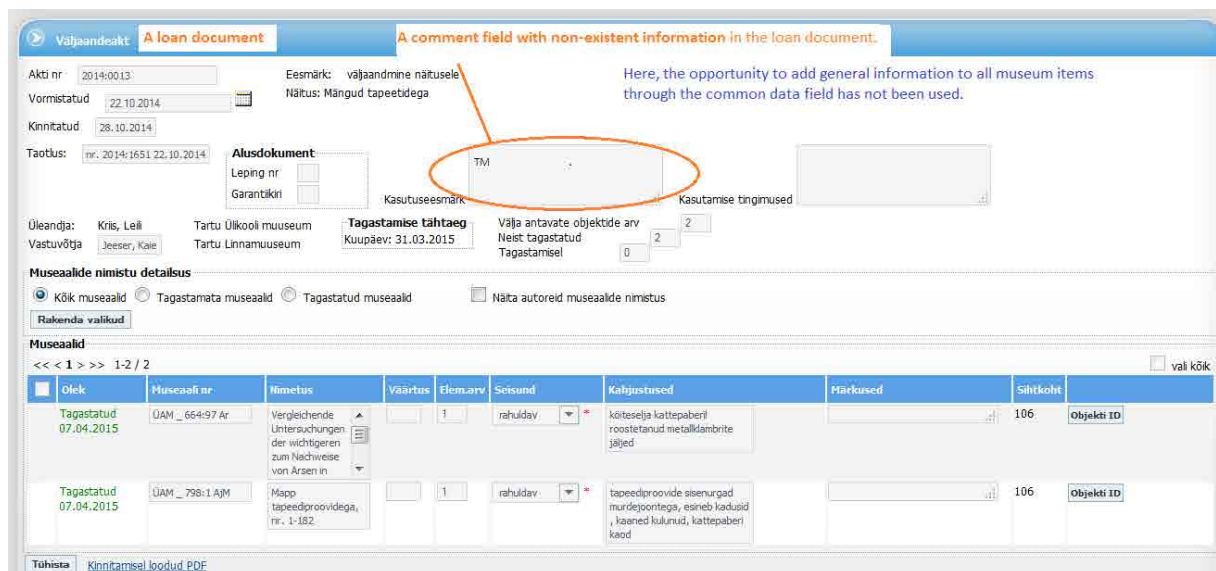 Väljaandeakt A loan document A comment field with non-existent information in the loan document.
Akti nr 2014:0013 Eesmärk: väljaandmine näitusele Here, the opportunity to add general information to all museum items
Vormistatud 22.10.2014 Näitus: Mängud tapeetidega through the common data field has not been used.
Kinnitatud 28.10.2014
Taotlus: nr. 2014:1651 22.10.2014 Alusdokument TM .
Leping nr
Garantiikiri Kasutuseesmärk Kasutamise tingimused
Üleandja: Kriis, Leili Tartu Ülikooli muuseum Tagastamise tähtaeg Välja antavate objektide arv 2
Vastuvõtja Jeeser, Kaie Tartu Linnamuuseum Kuupäev: 31.03.2015 Neist tagastatud 2
Tagastamisel 0
Museaalide nimistu detailsus
Kõik museaalid Tagastamata museaalid Tagastatud museaalid Näita autoreid museaalide nimistus
Rakenda valikud
Museaalid
<< < 1 > >> 1-2 / 2 vali kõik
Olek Museaali nr Nimetus Väärtus Elem.arv Seisund Kahjustused Märkused Sihtkoht
Tagastatud ÜAM _ 664:97 Ar Vergleichende 1 rahuldav * köiteselja kattepaberil 106 Objekti ID
07.04.2015 Untersuchungen roostetanud metallklambrite
der wichtigeren jäljed
zum Nachweise
von Arsen in
Tagastatud ÜAM _ 798:1 AjM Mapp 1 rahuldav * tapeediproovide sisenurgad 106 Objekti ID
07.04.2015 tapeediproovidega, murdejoontega, esineb kadusid
nr. 1-182 , kaaned kulunud, kattepaberi
kaod
Tühista Kinnitamisel loodud PDF